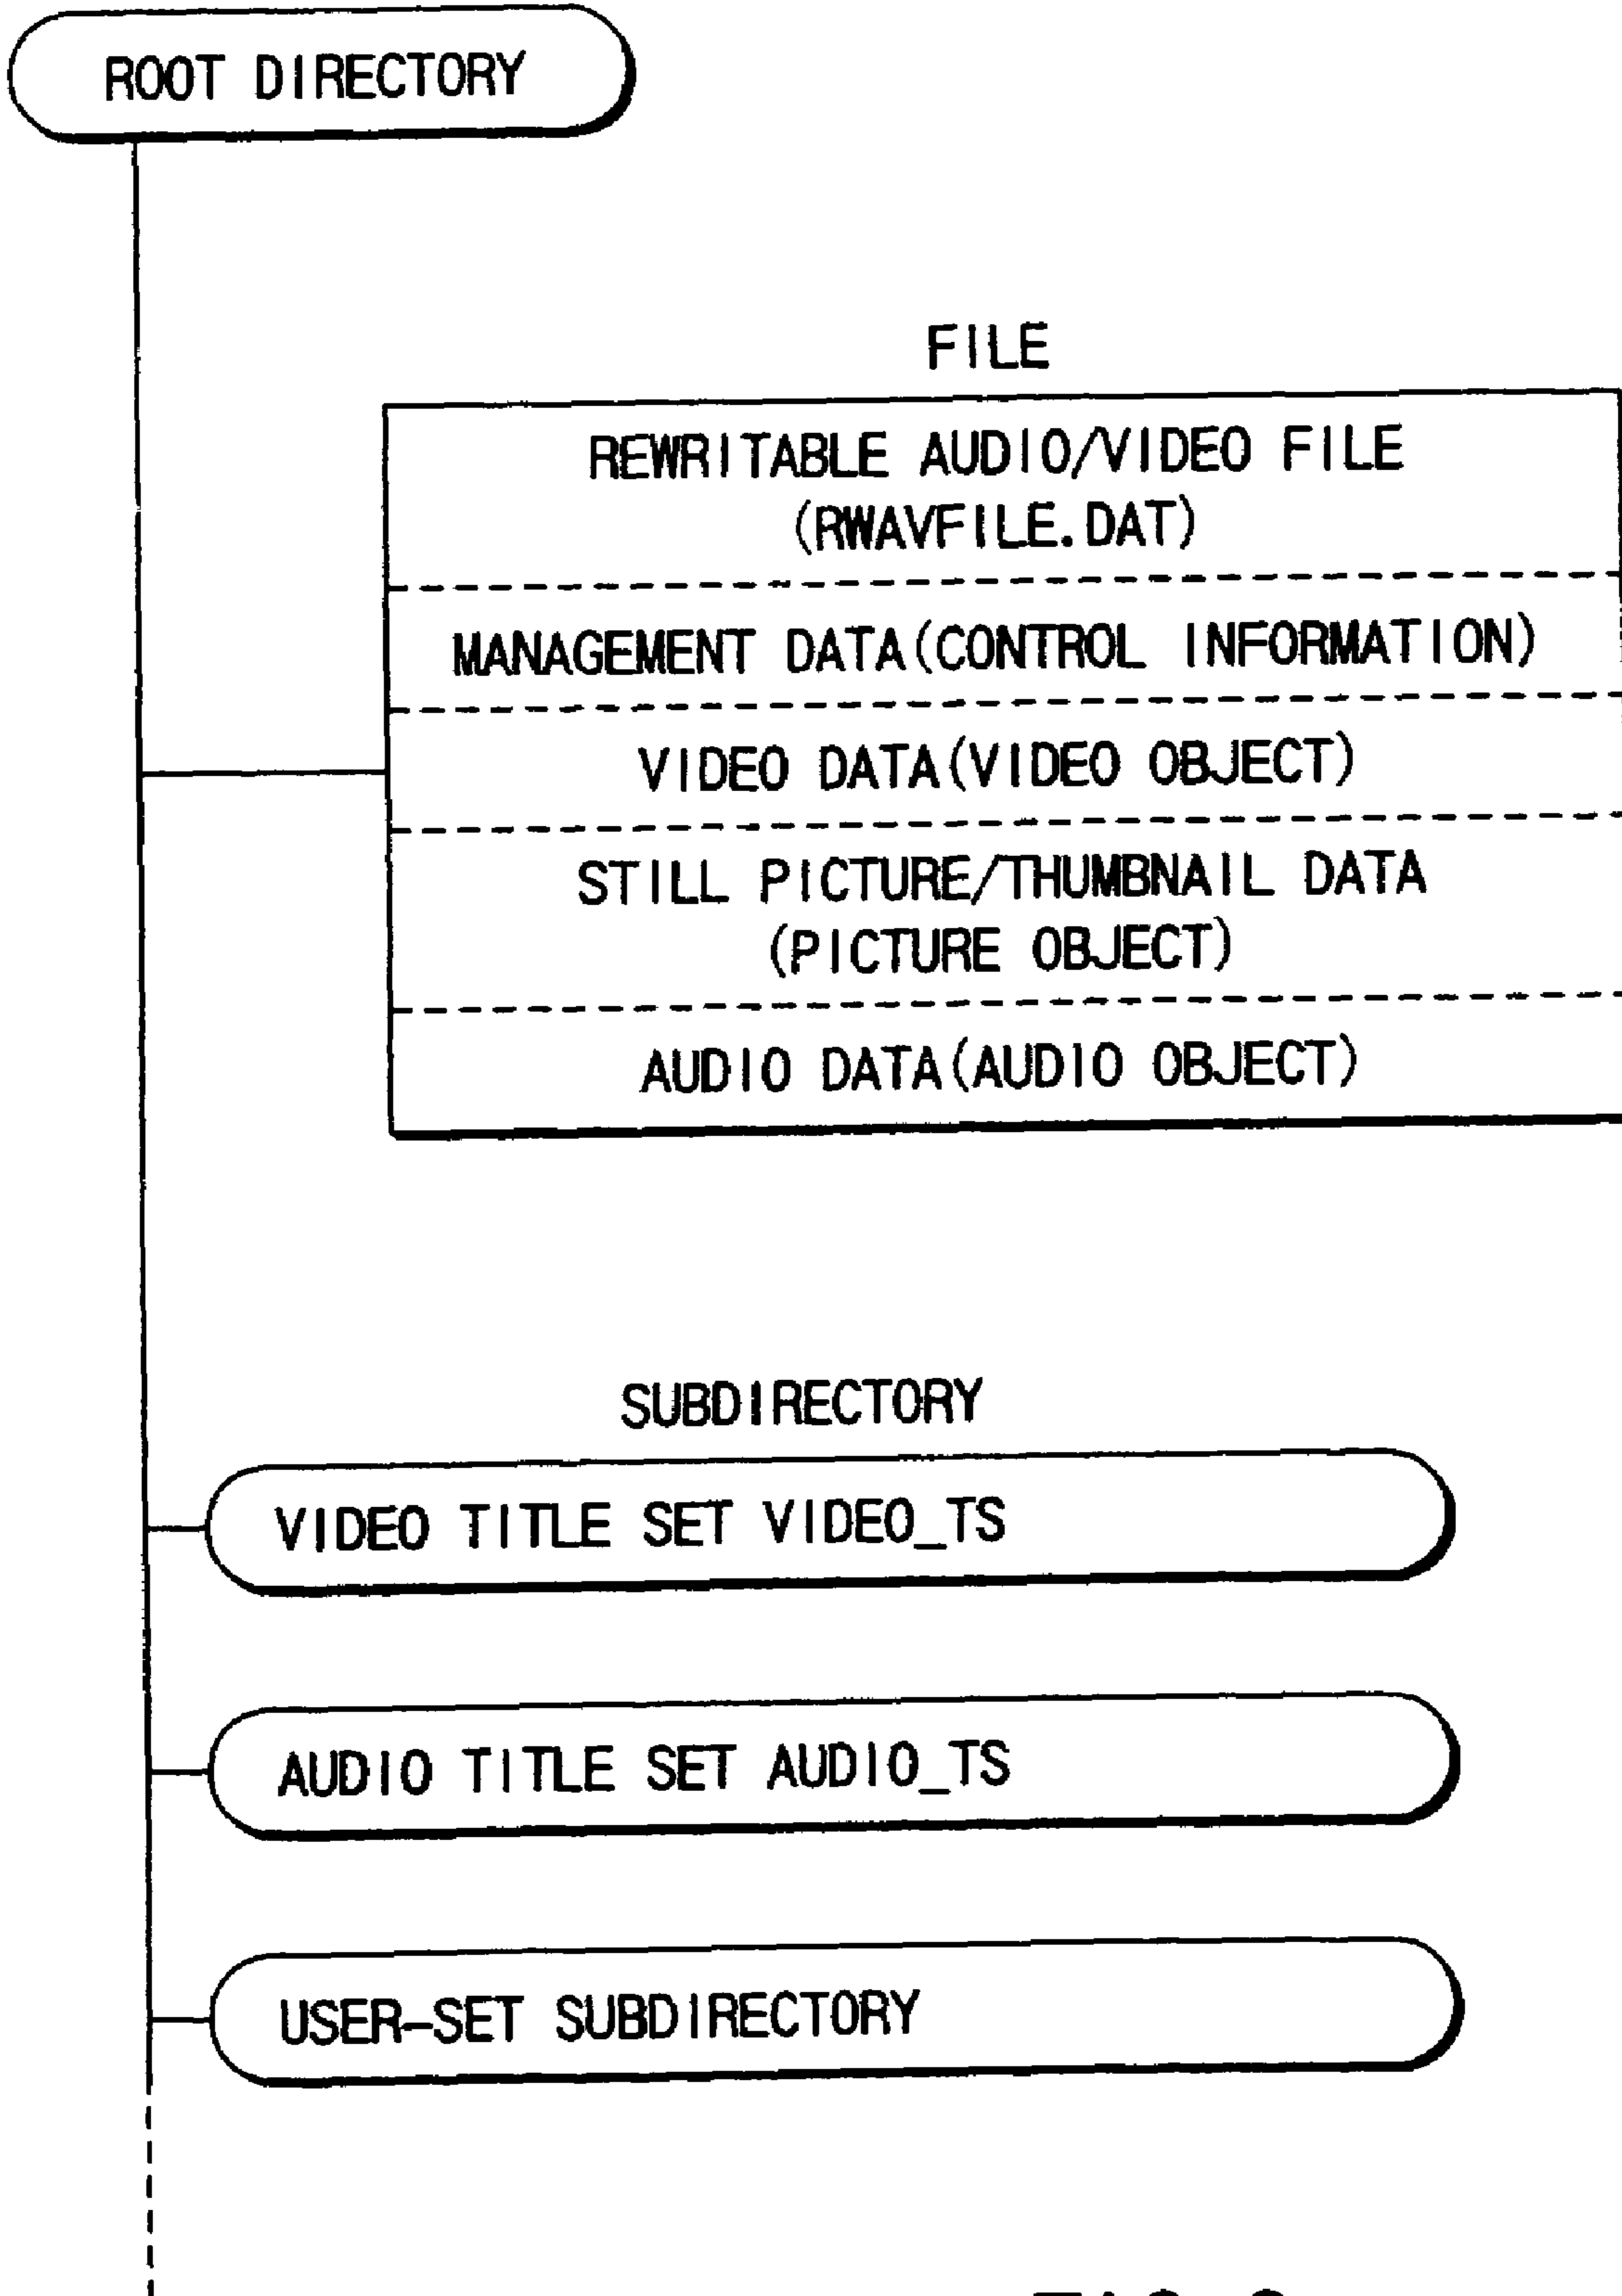 ROOT DIRECTORY
FILE
REWRITABLE AUDIO/VIDEO FILE
(RWAVFILE.DAT)
MANAGEMENT DATA(CONTROL INFORMATION)
VIDEO DATA(VIDEO OBJECT)
STILL PICTURE/THUMBNAIL DATA
(PICTURE OBJECT)
AUDIO DATA(AUDIO OBJECT)
SUBDIRECTORY
VIDEO TITLE SET VIDEO_TS
AUDIO TITLE SET AUDIO_TS
USER-SET SUBDIRECTORY